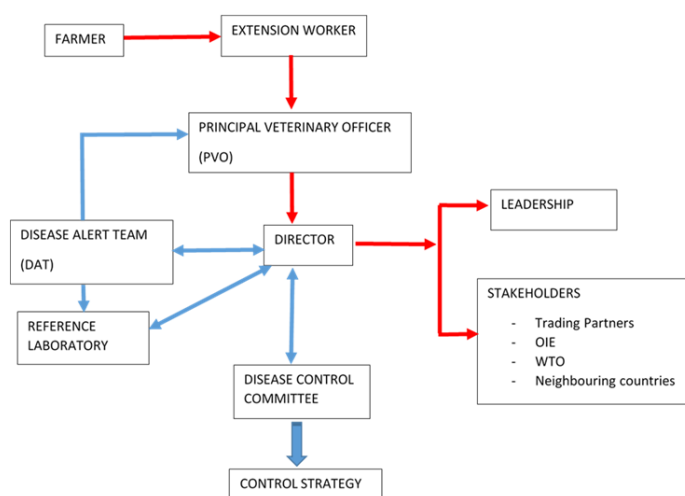 FARMER
EXTENSION WORKER
PRINCIPAL VETERINARY OFFICER
(PVO)
LEADERSHIP
DISEASE ALERT TEAM
(DAT)
DIRECTOR
STAKEHOLDERS
- Trading Partners
- OIE
- WTO
- Neighbouring countries
REFERENCE
LABORATORY
DISEASE CONTROL
COMMITTEE
CONTROL STRATEGY